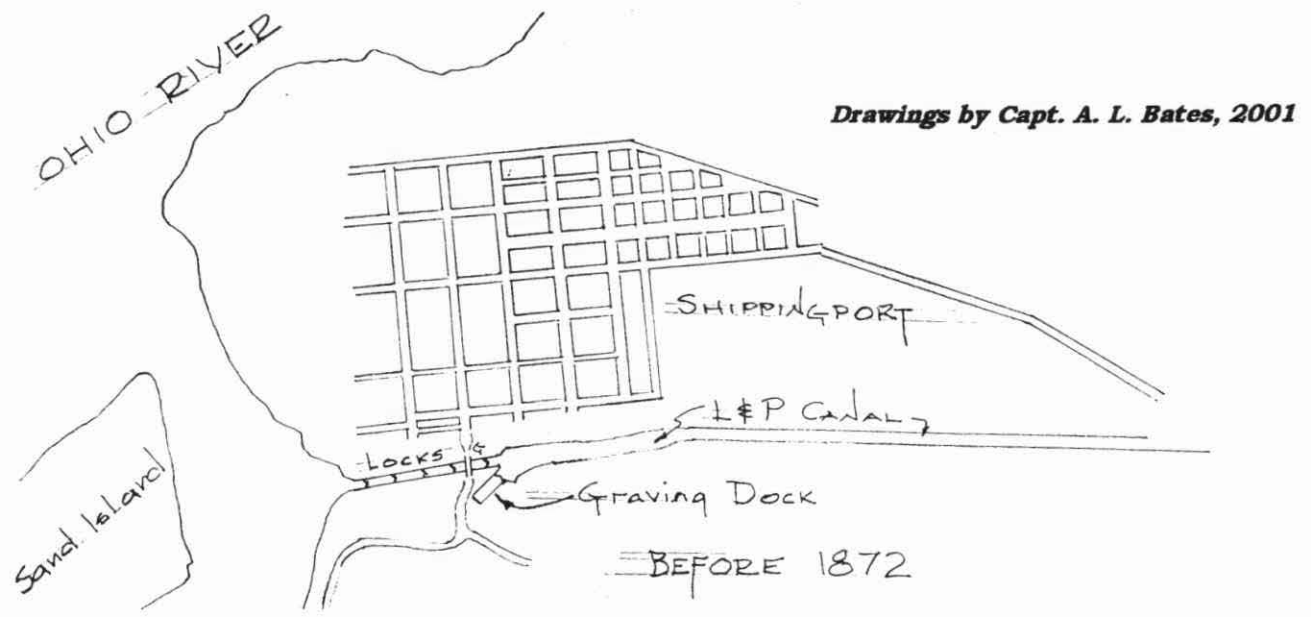 OHIO RIVER
Drawings by Capt. A. L. Bates, 2001
SHIPPINGPORT
L&P CANAL
LOCKS
Graving Dock
Sand Island
BEFORE 1872